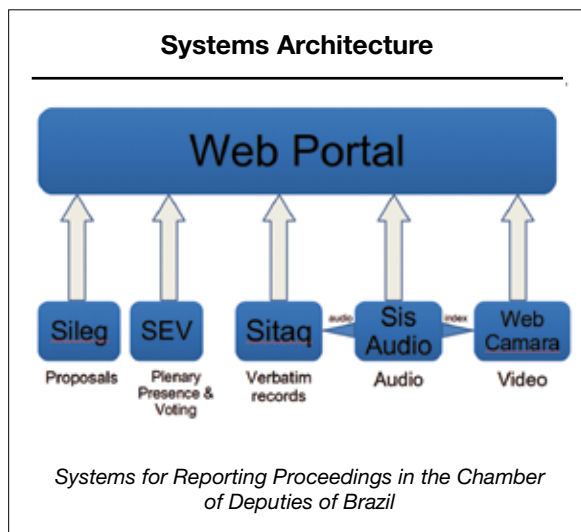 Systems Architecture
Web Portal
Sileg
SEV
Sitaq
audio
Sis
Audio
index
Web
Camara
Proposals
Plenary
Presence &
Voting
Verbatim
records
Audio
Video
Systems for Reporting Proceedings in the Chamber
of Deputies of Brazil